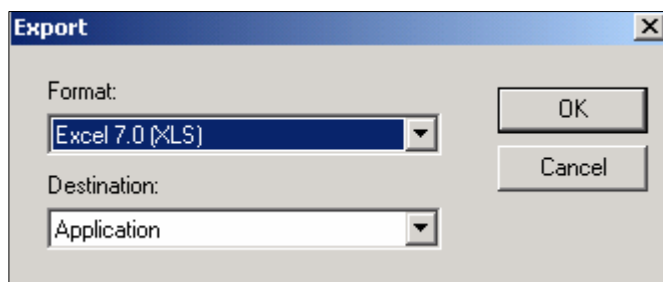 Export
Format:
Excel 7.0 (XLS)
Destination:
Application
OK
Cancel